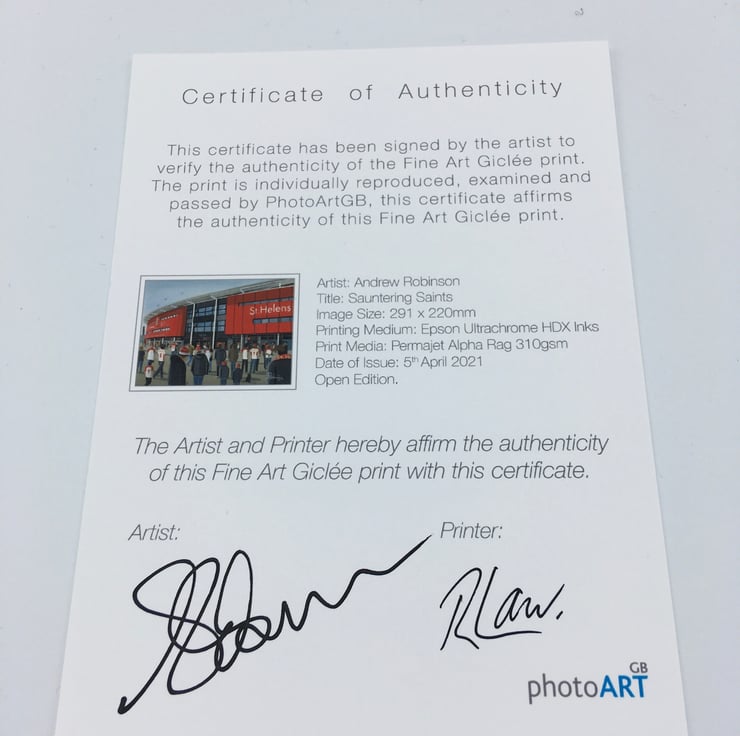 Certificate of Authenticity
This certificate has been signed by the artist to
verify the authenticity of the Fine Art Giclée print.
The print is individually reproduced, examined and
passed by PhotoArtGB, this certificate affirms
the authenticity of this Fine Art Giclée print.
St Helens
Artist: Andrew Robinson
Title: Sauntering Saints
Image Size: 291 x 220mm
Printing Medium: Epson Ultrachrome HDX Inks
Print Media: Permajet Alpha Rag 310gsm
Date of Issue: 5th April 2021
Open Edition.
The Artist and Printer hereby affirm the authenticity
of this Fine Art Giclée print with this certificate.
Artist:
Printer:
RLaw.
photoART GB